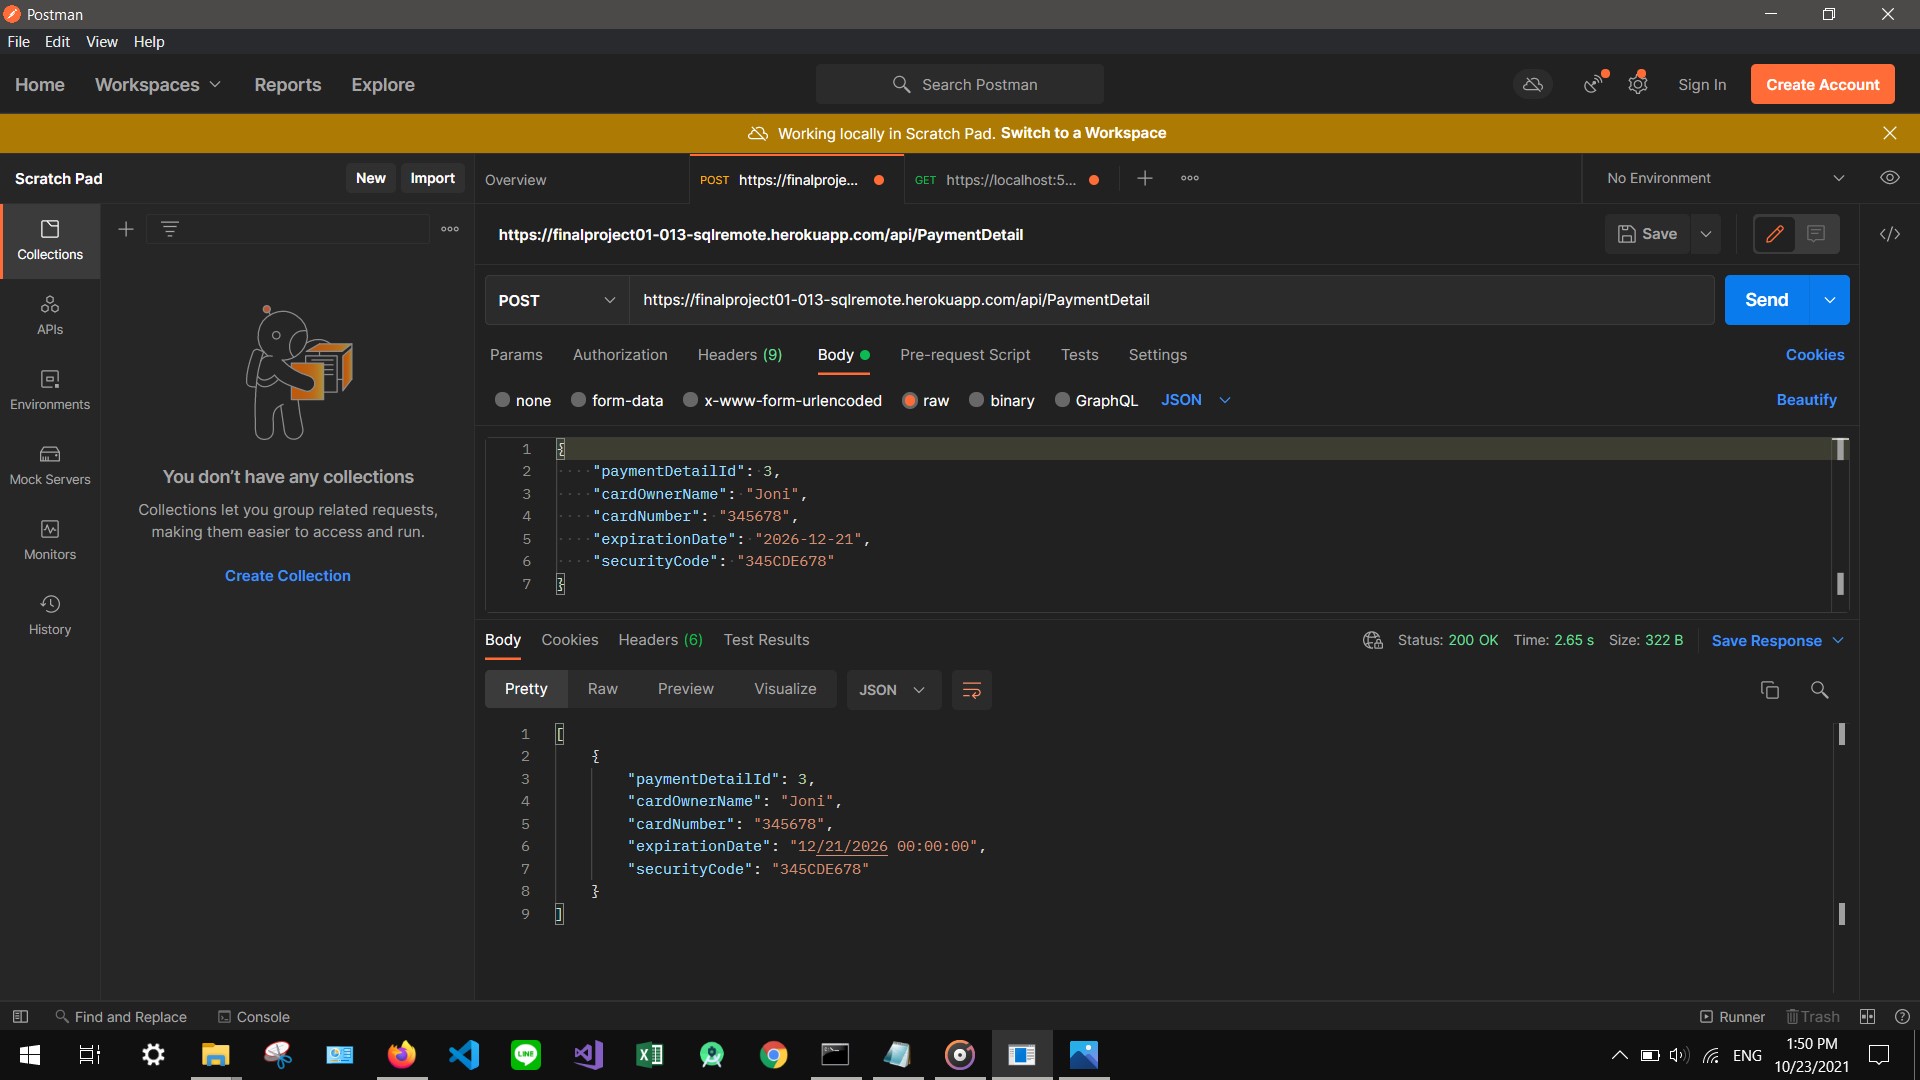 Postman
File Edit View Help
Home Workspaces Reports Explore Search Postman Sign In Create Account
Working locally in Scratch Pad. Switch to a Workspace
Scratch Pad New Import Overview POST https://finalproje... GET https://localhost:5... No Environment
https://finalproject01-013-sqlremote.herokuapp.com/api/PaymentDetail Save
POST https://finalproject01-013-sqlremote.herokuapp.com/api/PaymentDetail Send
Params Authorization Headers (9) Body Pre-request Script Tests Settings Cookies
none form-data x-www-form-urlencoded raw binary GraphQL JSON Beautify
1 {
2 "paymentDetailId": 3,
3 "cardOwnerName": "Joni",
4 "cardNumber": "345678",
5 "expirationDate": "2026-12-21",
6 "securityCode": "345CDE678"
7 }
Collections
APIs
Environments
Mock Servers
Monitors
History
You don't have any collections
Collections let you group related requests,
making them easier to access and run.
Create Collection
Body Cookies Headers (6) Test Results Status: 200 OK Time: 2.65 s Size: 322 B Save Response
Pretty Raw Preview Visualize JSON
1 [
2 {
3 "paymentDetailId": 3,
4 "cardOwnerName": "Joni",
5 "cardNumber": "345678",
6 "expirationDate": "12/21/2026 00:00:00",
7 "securityCode": "345CDE678"
8 }
9 ]
Find and Replace Console Runner Trash
LINE
ENG
1:50 PM
10/23/2021